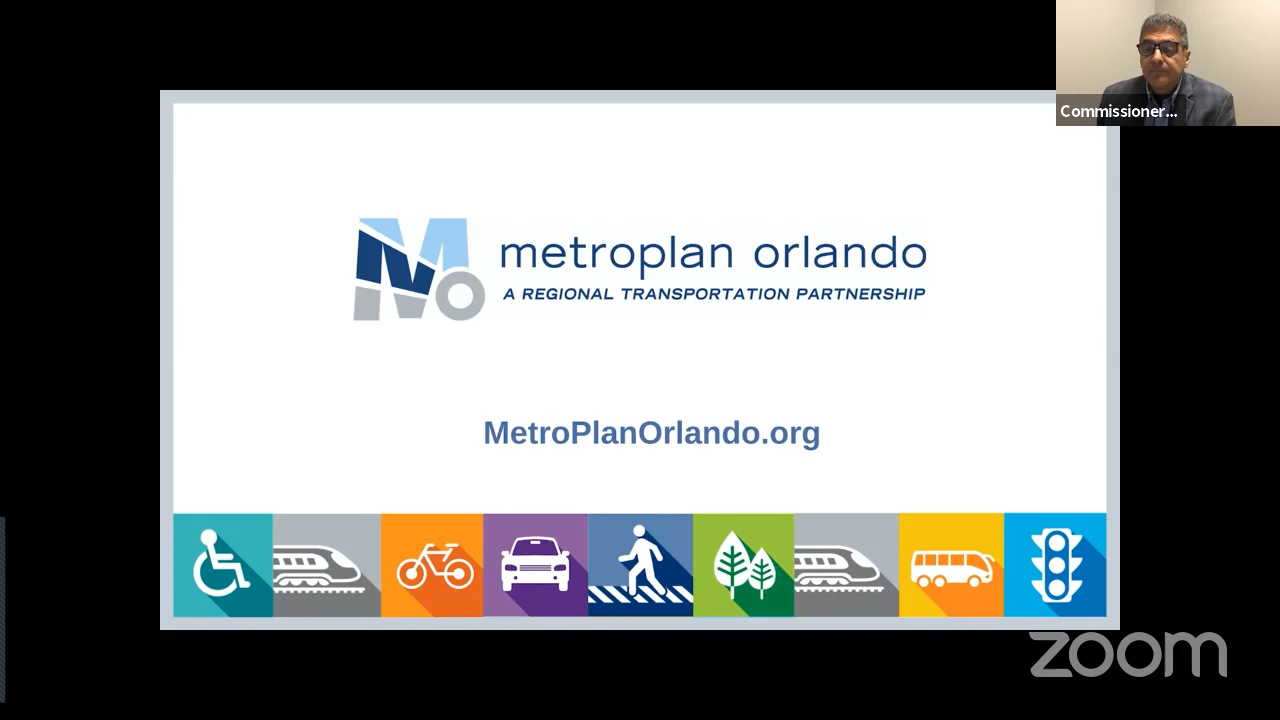 Commissioner...
metroplan orlando
A REGIONAL TRANSPORTATION PARTNERSHIP
MetroPlanOrlando.org
zoom